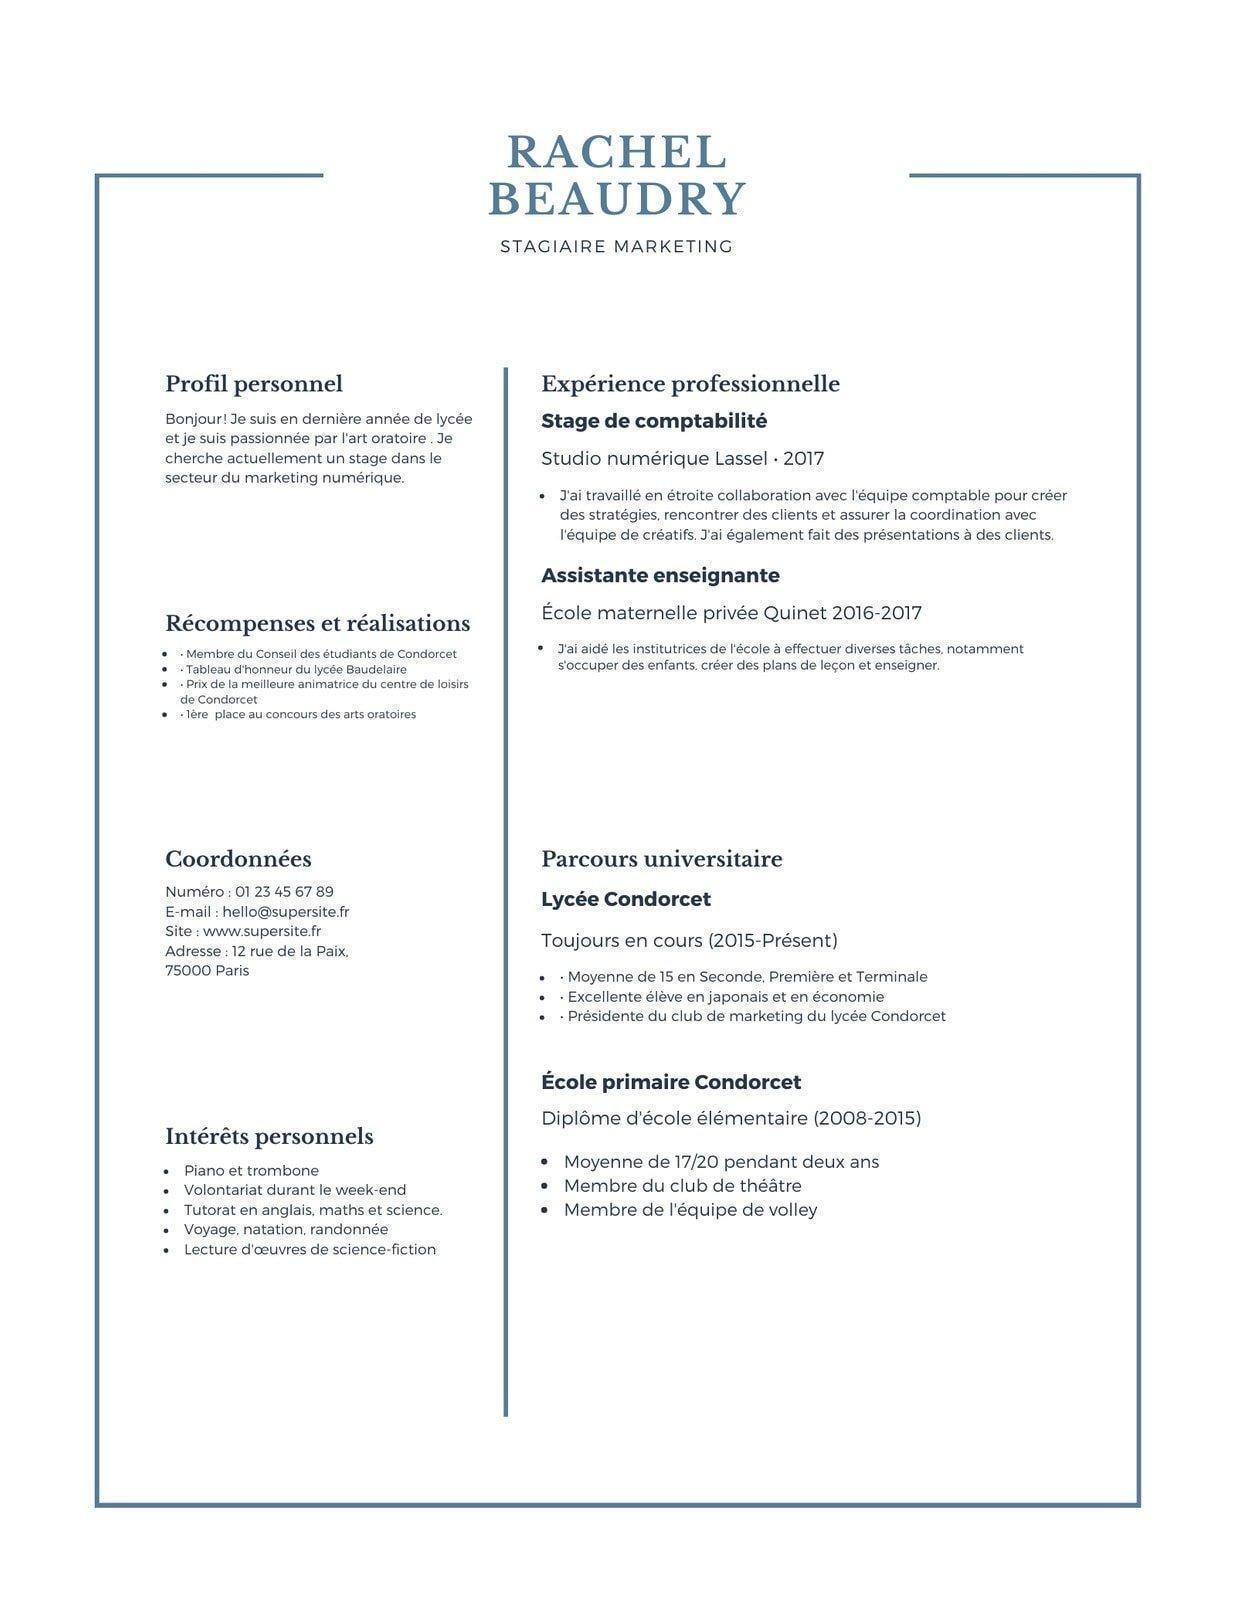 RACHEL
BEAUDRY
STAGIAIRE MARKETING
Profil personnel
Bonjour! Je suis en dernière année de lycée
et je suis passionnée par l'art oratoire . Je
cherche actuellement un stage dans le
secteur du marketing numérique.
Récompenses et réalisations
• · Membre du Conseil des étudiants de Condorcet
• · Tableau d'honneur du lycée Baudelaire
• · Prix de la meilleure animatrice du centre de loisirs
de Condorcet
• · 1ère  place au concours des arts oratoires
Coordonnées
Numéro : 01 23 45 67 89
E-mail : hello@supersite.fr
Site : www.supersite.fr
Adresse : 12 rue de la Paix,
75000 Paris
Intérêts personnels
• Piano et trombone
• Volontariat durant le week-end
• Tutorat en anglais, maths et science.
• Voyage, natation, randonnée
• Lecture d'œuvres de science-fiction
Expérience professionnelle
Stage de comptabilité
Studio numérique Lassel • 2017
• J'ai travaillé en étroite collaboration avec l'équipe comptable pour créer
des stratégies, rencontrer des clients et assurer la coordination avec
l'équipe de créatifs. J'ai également fait des présentations à des clients.
Assistante enseignante
École maternelle privée Quinet 2016-2017
• J'ai aidé les institutrices de l'école à effectuer diverses tâches, notamment
s'occuper des enfants, créer des plans de leçon et enseigner.
Parcours universitaire
Lycée Condorcet
Toujours en cours (2015-Présent)
• · Moyenne de 15 en Seconde, Première et Terminale
• · Excellente élève en japonais et en économie
• · Présidente du club de marketing du lycée Condorcet
École primaire Condorcet
Diplôme d'école élémentaire (2008-2015)
• Moyenne de 17/20 pendant deux ans
• Membre du club de théâtre
• Membre de l'équipe de volley